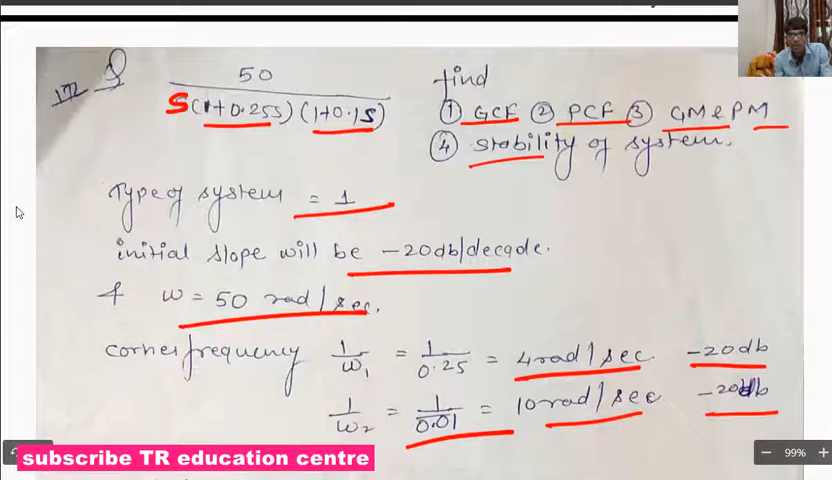 50
S(1+0.25s)(1+0.1s)
find
① GCF ② PCF ③ GM & PM
④ Stability of system.
Type of system = 1
initial slope will be -20db/decade.
w = 50 rad/sec.
corner frequency 1/ω1 = 1/0.25 = 4 rad/sec. -20db
1/ω2 = 1/0.01 = 10 rad/sec -20db
subscribe TR education centre
99%